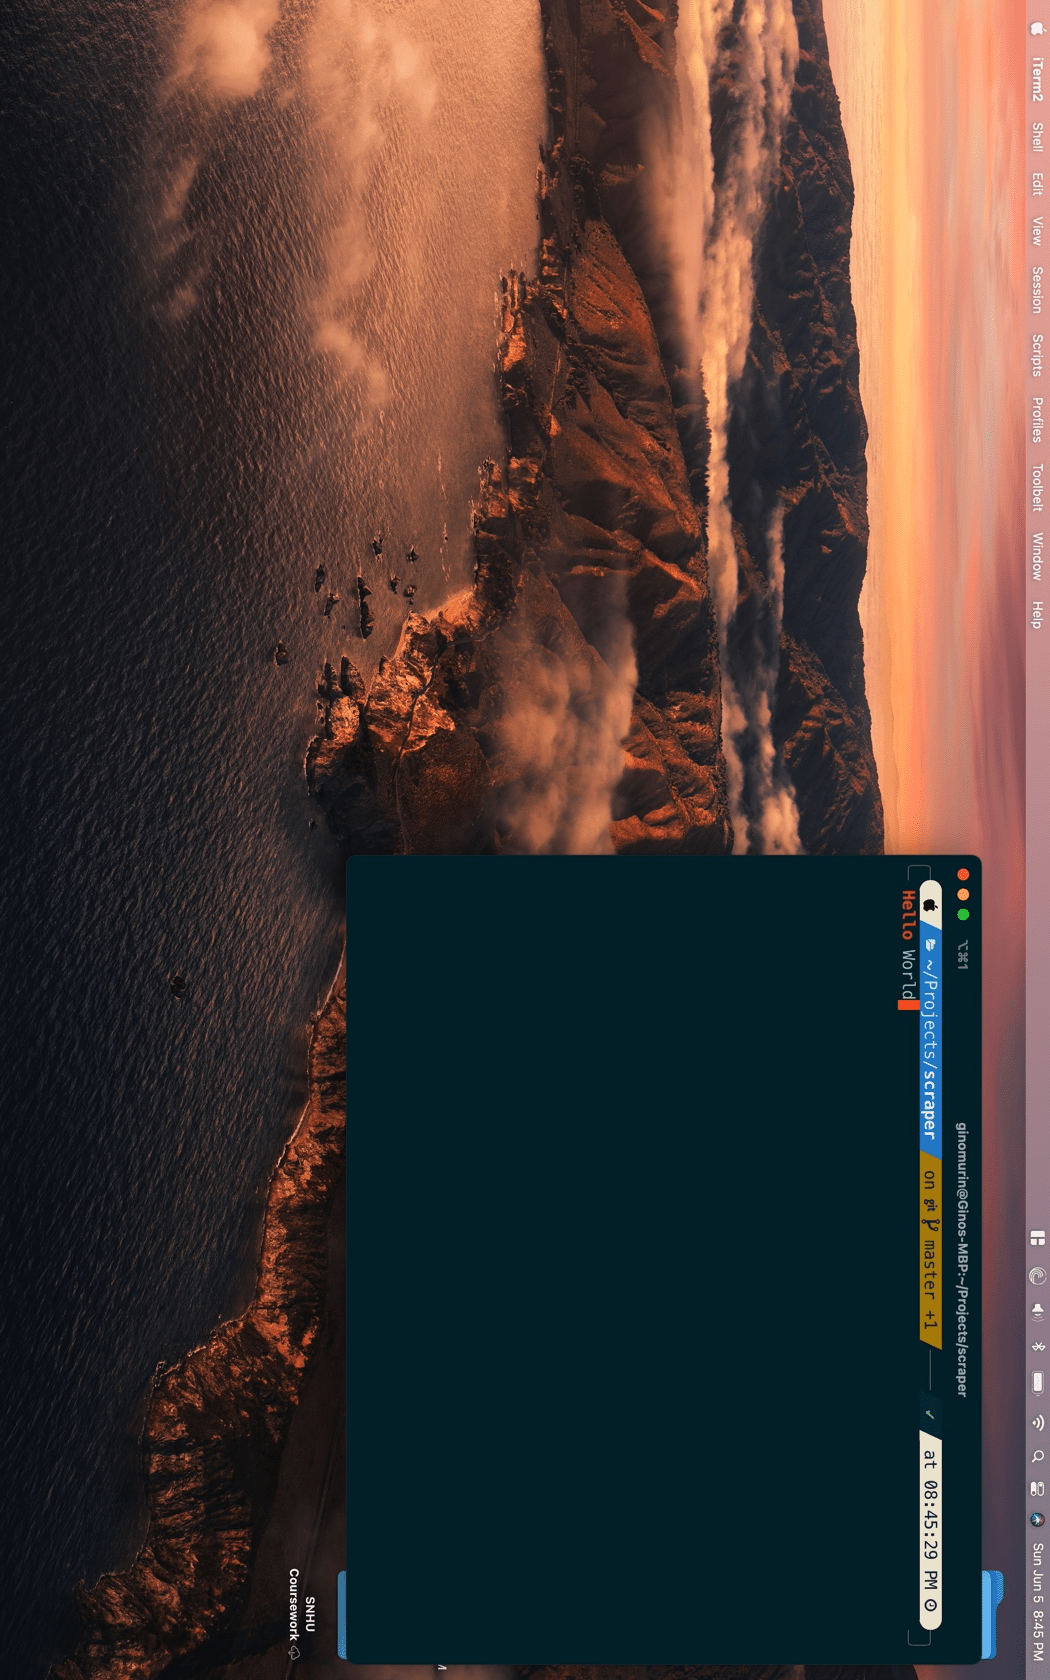 iTerm2 Shell Edit View Session Scripts Profiles Toolbelt Window Help Sun Jun 5 8:45 PM
⌥⌘1 ginomurin@Ginos-MBP:~/Projects/scraper
~/Projects/scraper on git master +1 ✓ at 08:45:29 PM
Hello World
SNHU
Coursework